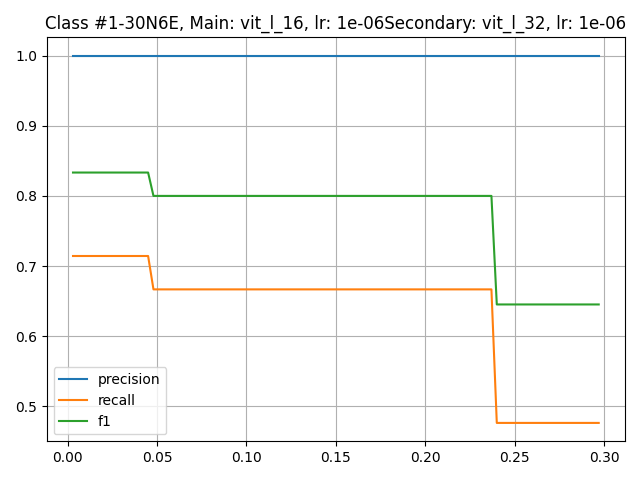 Class #1-30N6E, Main: vit_l_16, lr: 1e-06Secondary: vit_l_32, lr: 1e-06
1.0
0.9
0.8
0.7
0.6
0.5
precision
recall
f1
0.00 0.05 0.10 0.15 0.20 0.25 0.30